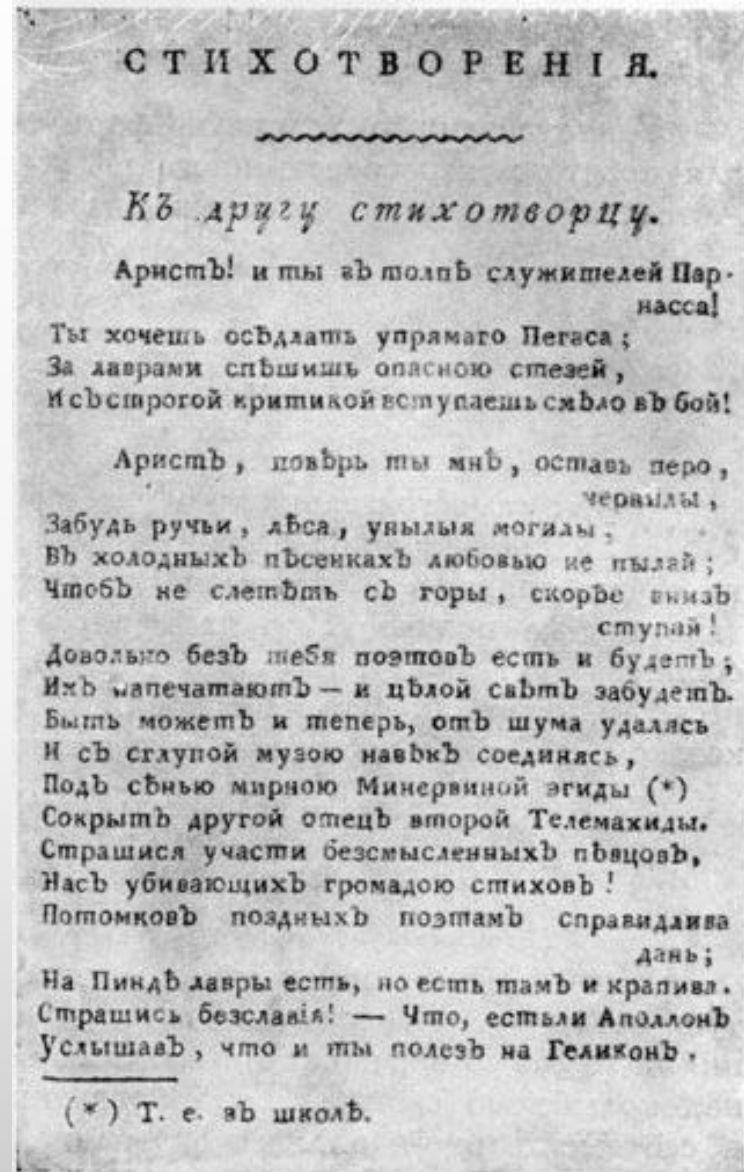 СТИХОТВОРЕНІЯ.
Къ другу стихотворцу.
Аристъ! и ты въ толпѣ служителей Пар-
насса!
Ты хочешь осѣдлать упрямаго Пегаса;
За лаврами спѣшишь опасною стезей,
И съ строгой критикой вступаешь смѣло въ бой!
Аристъ, повѣрь ты мнѣ, оставь перо,
чернилы,
Забудь ручьи, лѣса, унылыя могилы,
Въ холодныхъ пѣсенкахъ любовью не пылай;
Чтобъ не слетѣть съ горы, скорѣе внизъ
ступай!
Довольно безъ тебя поэтовъ есть и будетъ;
Ихъ напечатаютъ — и цѣлой свѣтъ забудетъ.
Быть можетъ и теперь, отъ шума удалясь
И съ сглупой музою навѣкъ соединясь,
Подъ сѣнью мирною Минервиной эгиды (*)
Сокрытъ другой отецъ второй Телемахиды.
Страшися участи безсмысленныхъ пѣвцовъ,
Насъ убивающихъ громадою стиховъ!
Потомковъ поздныхъ поэтамъ справидлива
дань;
На Пиндѣ лавры есть, но есть тамъ и крапива.
Страшись безславія! — Что, естьли Аполлонъ
Услышавъ, что и ты полезъ на Геликонъ.
(*) Т. е. въ школѣ.